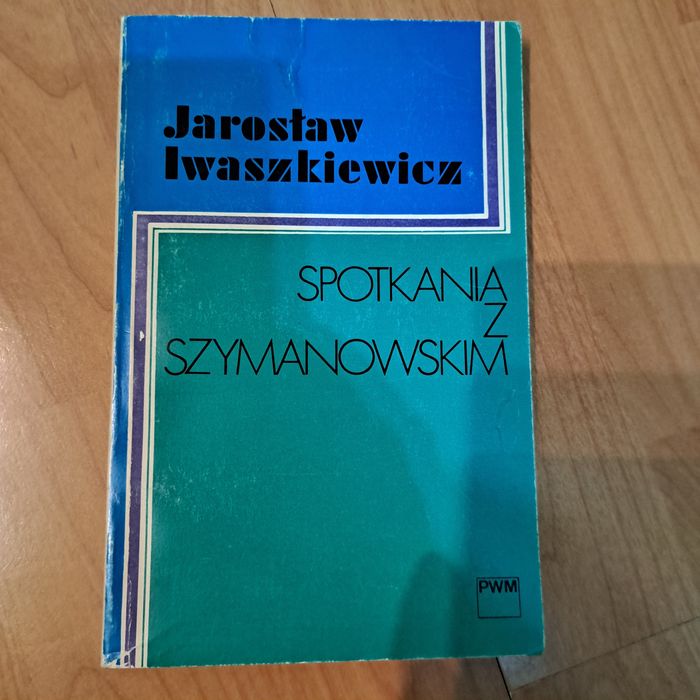 Jarosław
Iwaszkiewicz
SPOTKANIA
Z
SZYMANOWSKIM
PWM